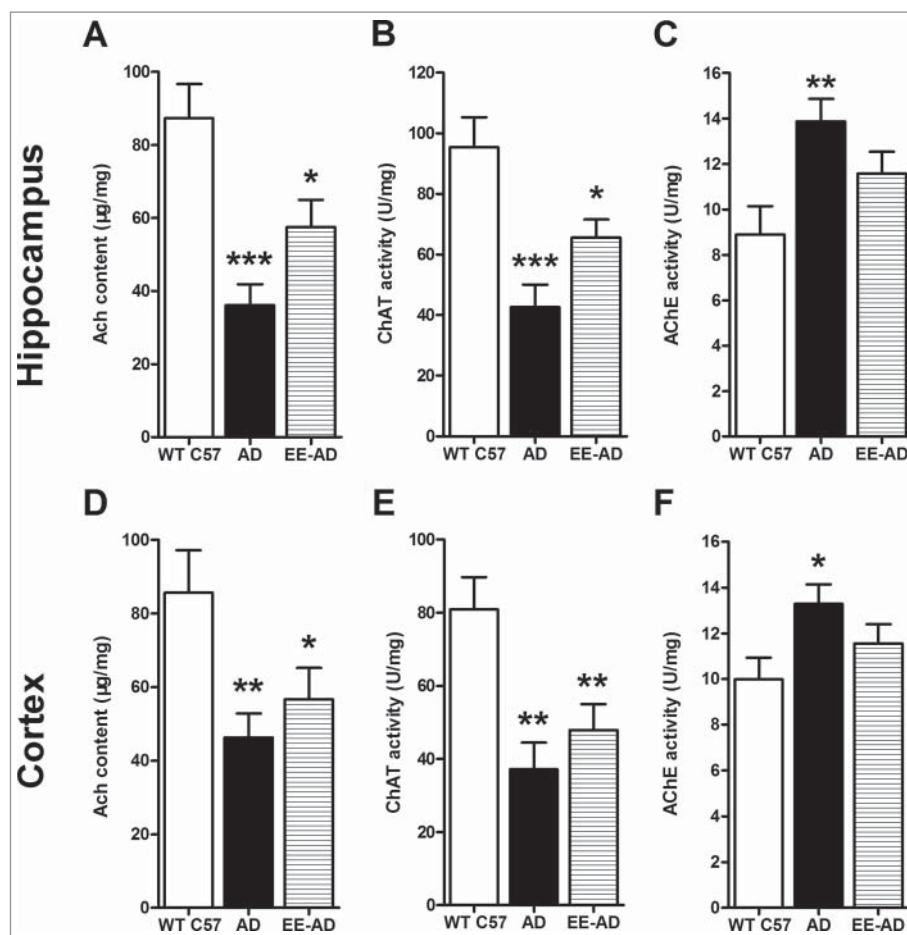 Hippocampus
A
Ach content (µg/mg)
100
80
60
40
20
0
***
*
WT C57 AD EE-AD
B
ChAT activity (U/mg)
120
100
80
60
40
20
0
***
*
WT C57 AD EE-AD
C
AChE activity (U/mg)
16
14
12
10
8
6
4
2
0
**
WT C57 AD EE-AD
Cortex
D
Ach content (µg/mg)
100
80
60
40
20
0
**
*
WT C57 AD EE-AD
E
ChAT activity (U/mg)
100
80
60
40
20
0
**
**
WT C57 AD EE-AD
F
AChE activity (U/mg)
16
14
13
10
8
6
4
2
0
*
WT C57 AD EE-AD